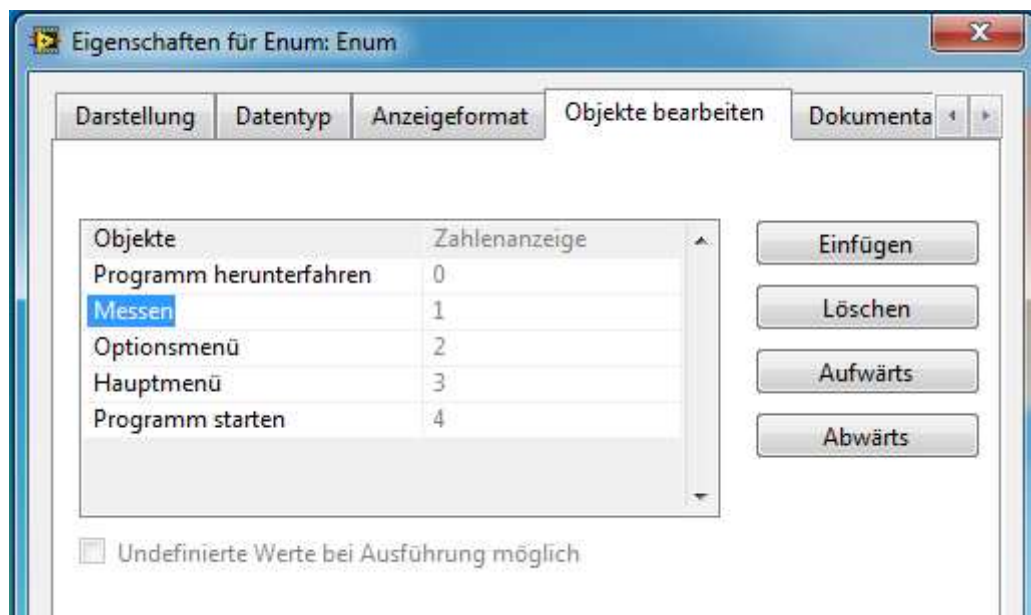 Eigenschaften für Enum: Enum
Darstellung Datentyp Anzeigeformat Objekte bearbeiten Dokumenta
Objekte Zahlenanzeige
Programm herunterfahren 0
Messen 1
Optionsmenü 2
Hauptmenü 3
Programm starten 4
Einfügen
Löschen
Aufwärts
Abwärts
Undefinierte Werte bei Ausführung möglich